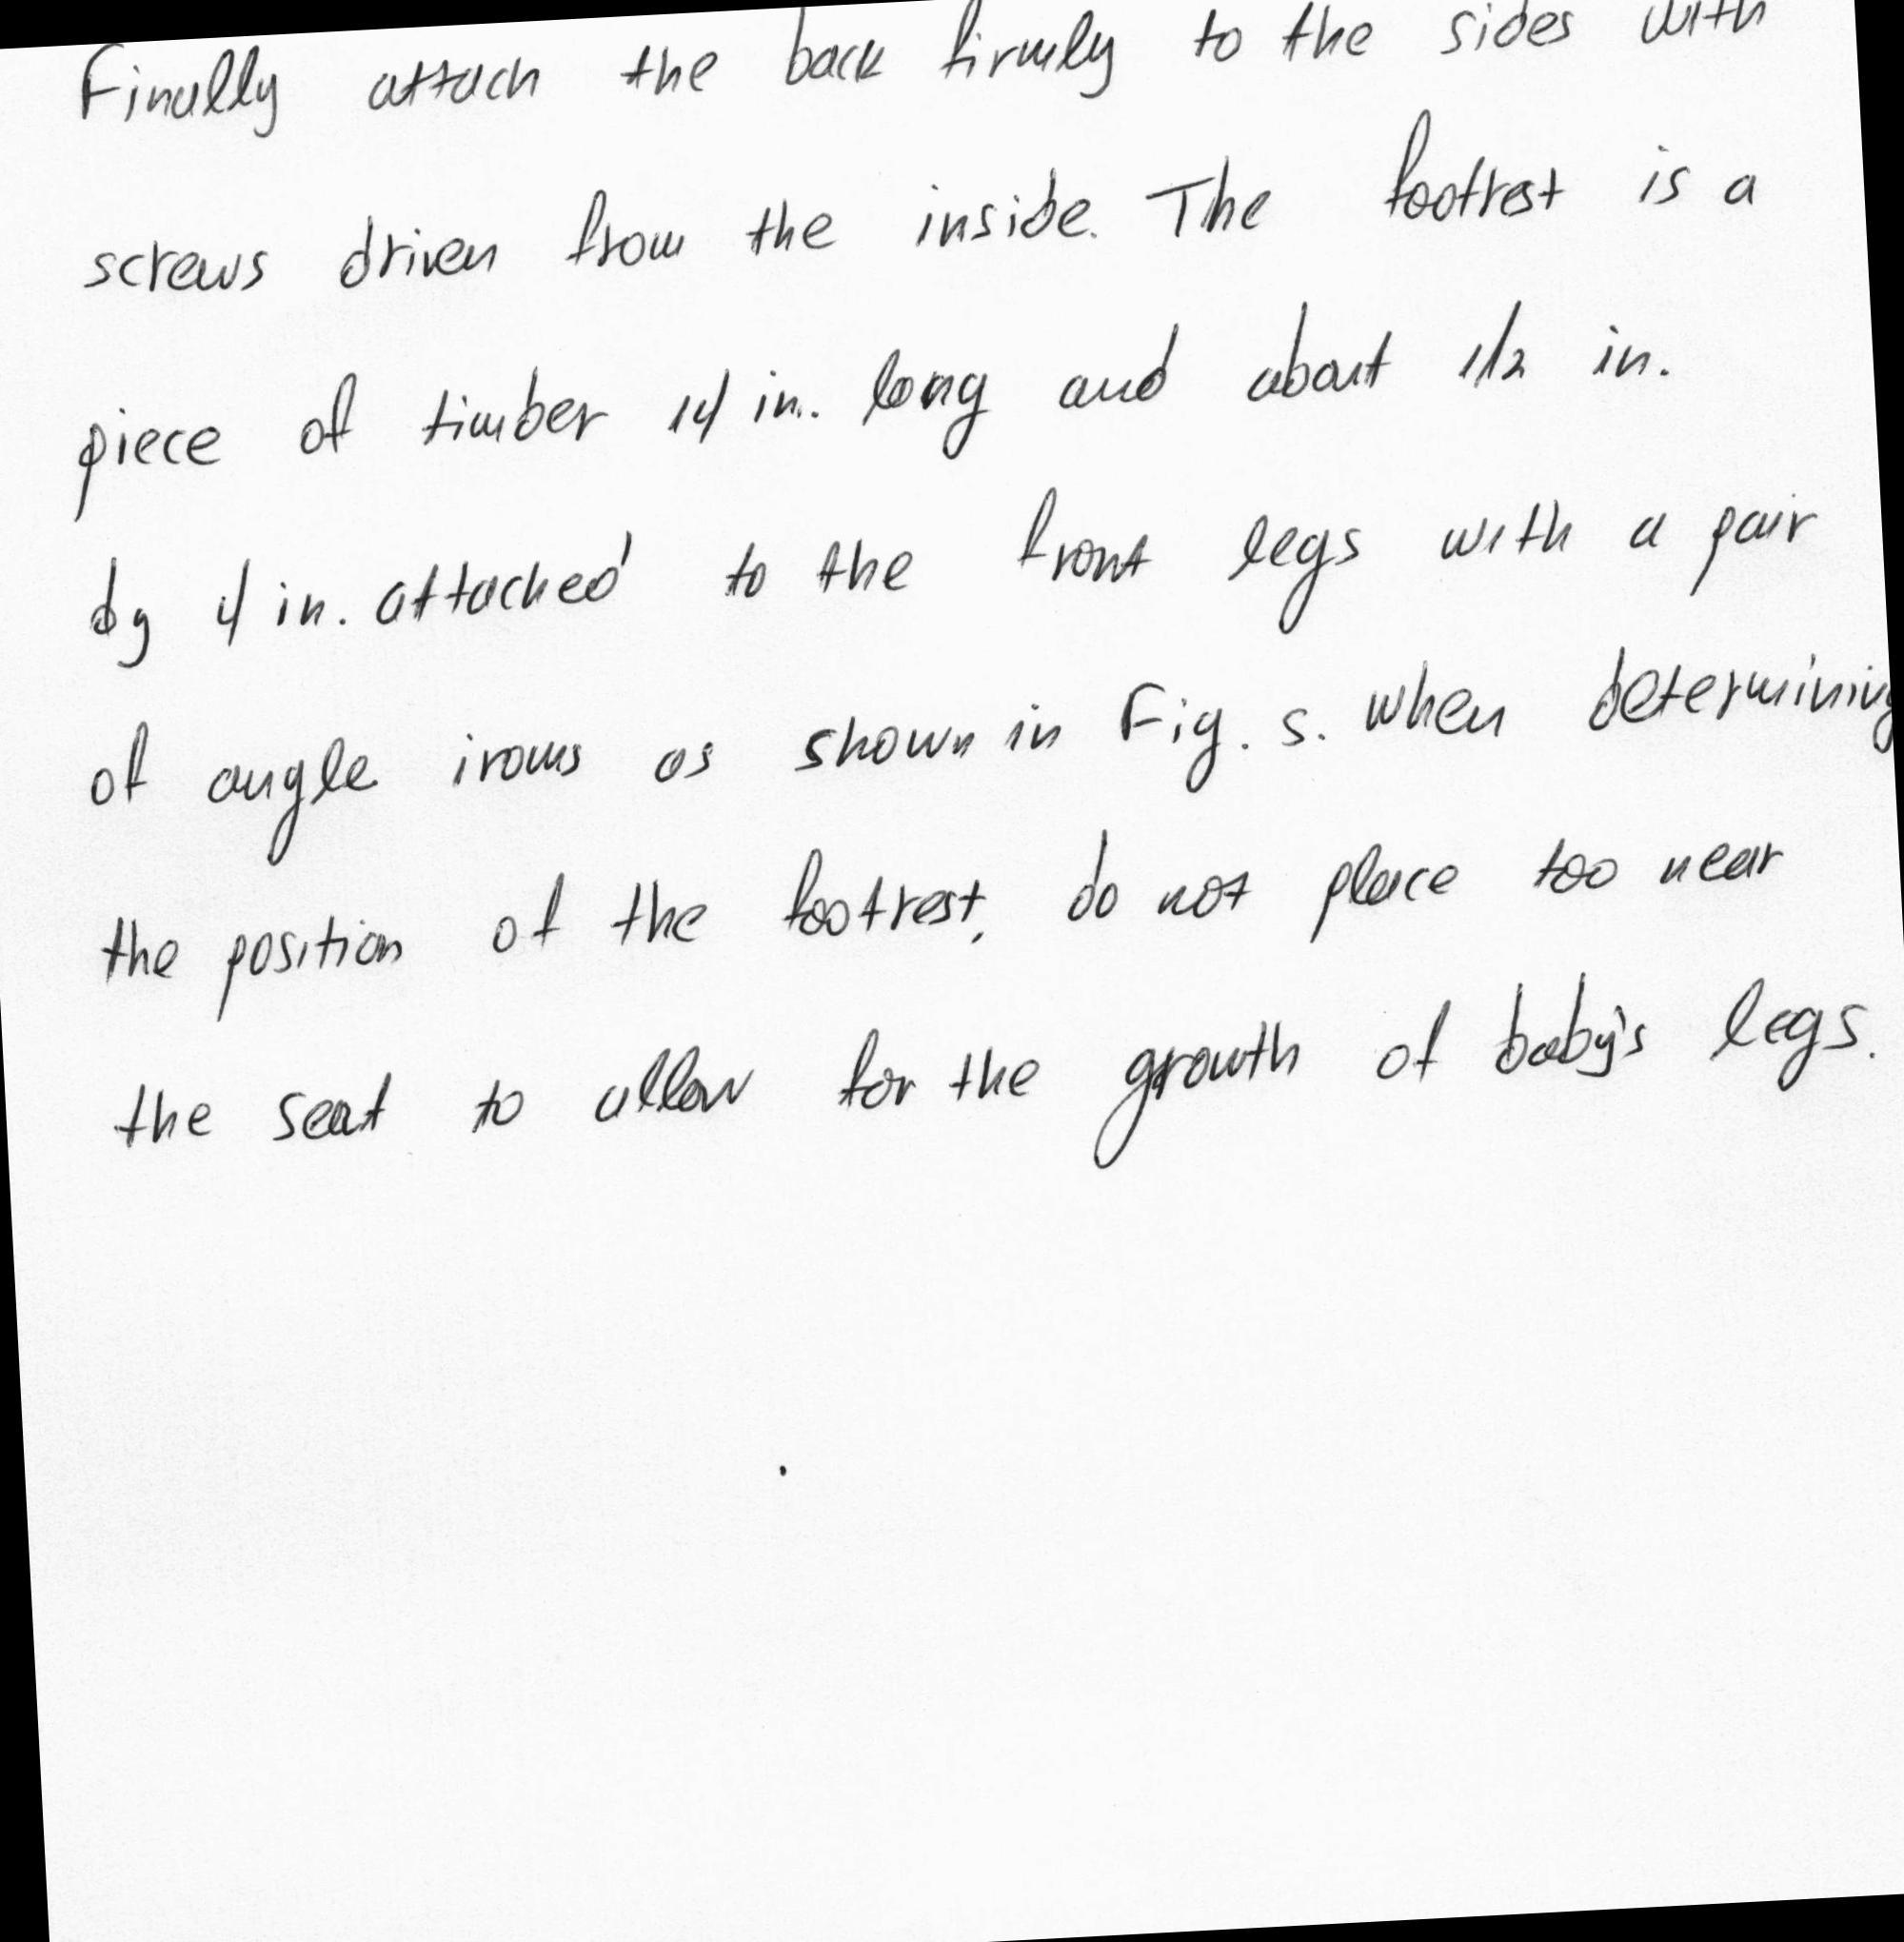 Finally attach the back firmly to the sides with
screws driven from the inside. The footrest is a
piece of timber 14 in. long and about 1/2 in.
by 4 in. attached to the front legs with a pair
of angle irons as shown in Fig. 5. when determining
the position of the footrest, do not place too near
the seat to allow for the growth of baby's legs.